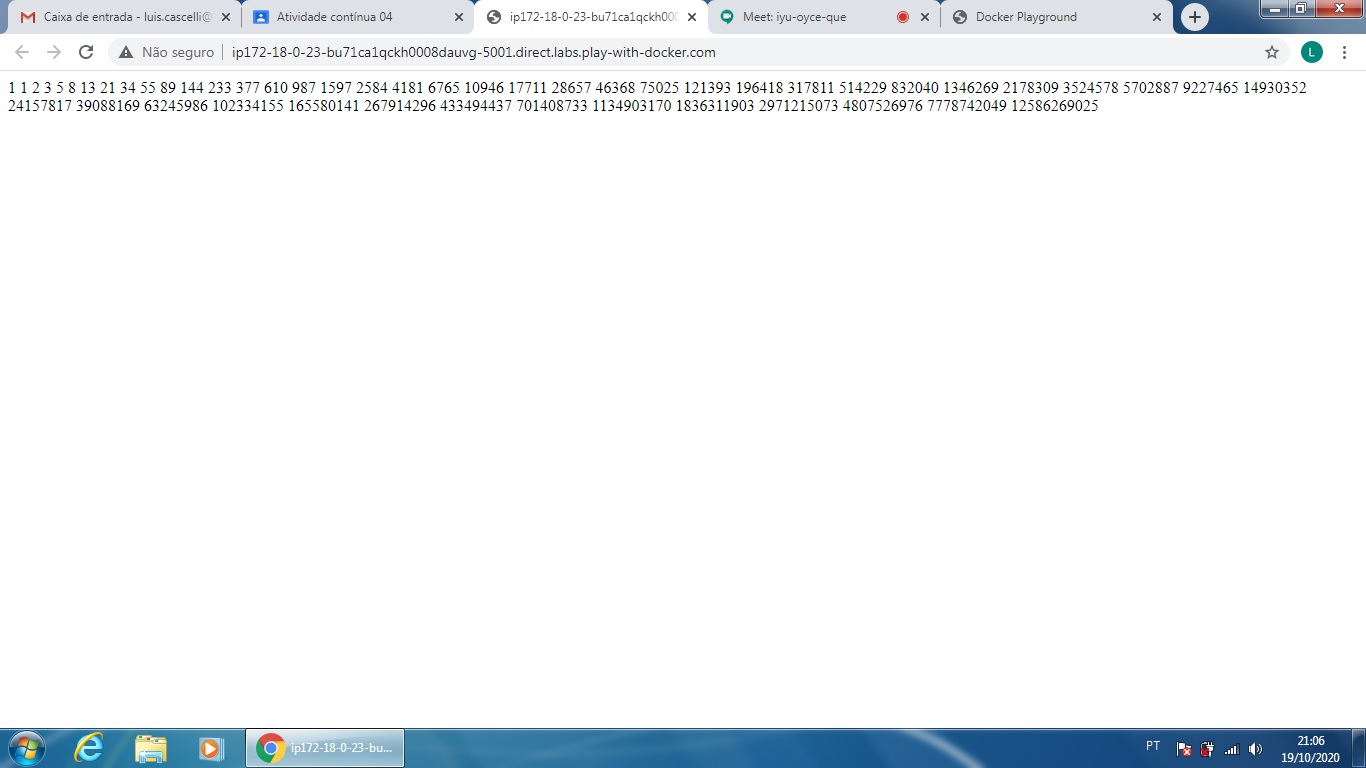 Caixa de entrada - luis.cascelli@
Atividade contínua 04
ip172-18-0-23-bu71ca1qckh000
Meet: iyu-oyce-que
Docker Playground
Não seguro
ip172-18-0-23-bu71ca1qckh0008dauvg-5001.direct.labs.play-with-docker.com
L
1 1 2 3 5 8 13 21 34 55 89 144 233 377 610 987 1597 2584 4181 6765 10946 17711 28657 46368 75025 121393 196418 317811 514229 832040 1346269 2178309 3524578 5702887 9227465 14930352
24157817 39088169 63245986 102334155 165580141 267914296 433494437 701408733 1134903170 1836311903 2971215073 4807526976 7778742049 12586269025
ip172-18-0-23-bu...
PT
21:06
19/10/2020